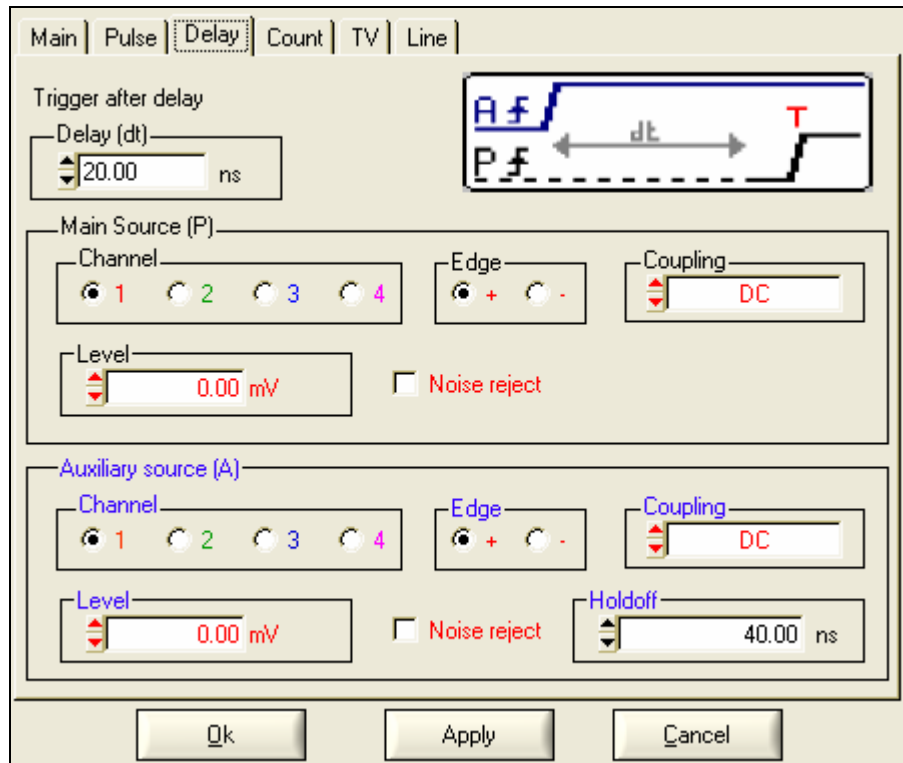 Main Pulse Delay Count TV Line
Trigger after delay
Delay (dt)
20.00 ns
A
dt
T
P
Main Source (P)
Channel
1 2 3 4
Edge
+ -
Coupling
DC
Level
0.00 mV
Noise reject
Auxiliary source (A)
Channel
1 2 3 4
Edge
+ -
Coupling
DC
Level
0.00 mV
Noise reject
Holdoff
40.00 ns
Ok Apply Cancel